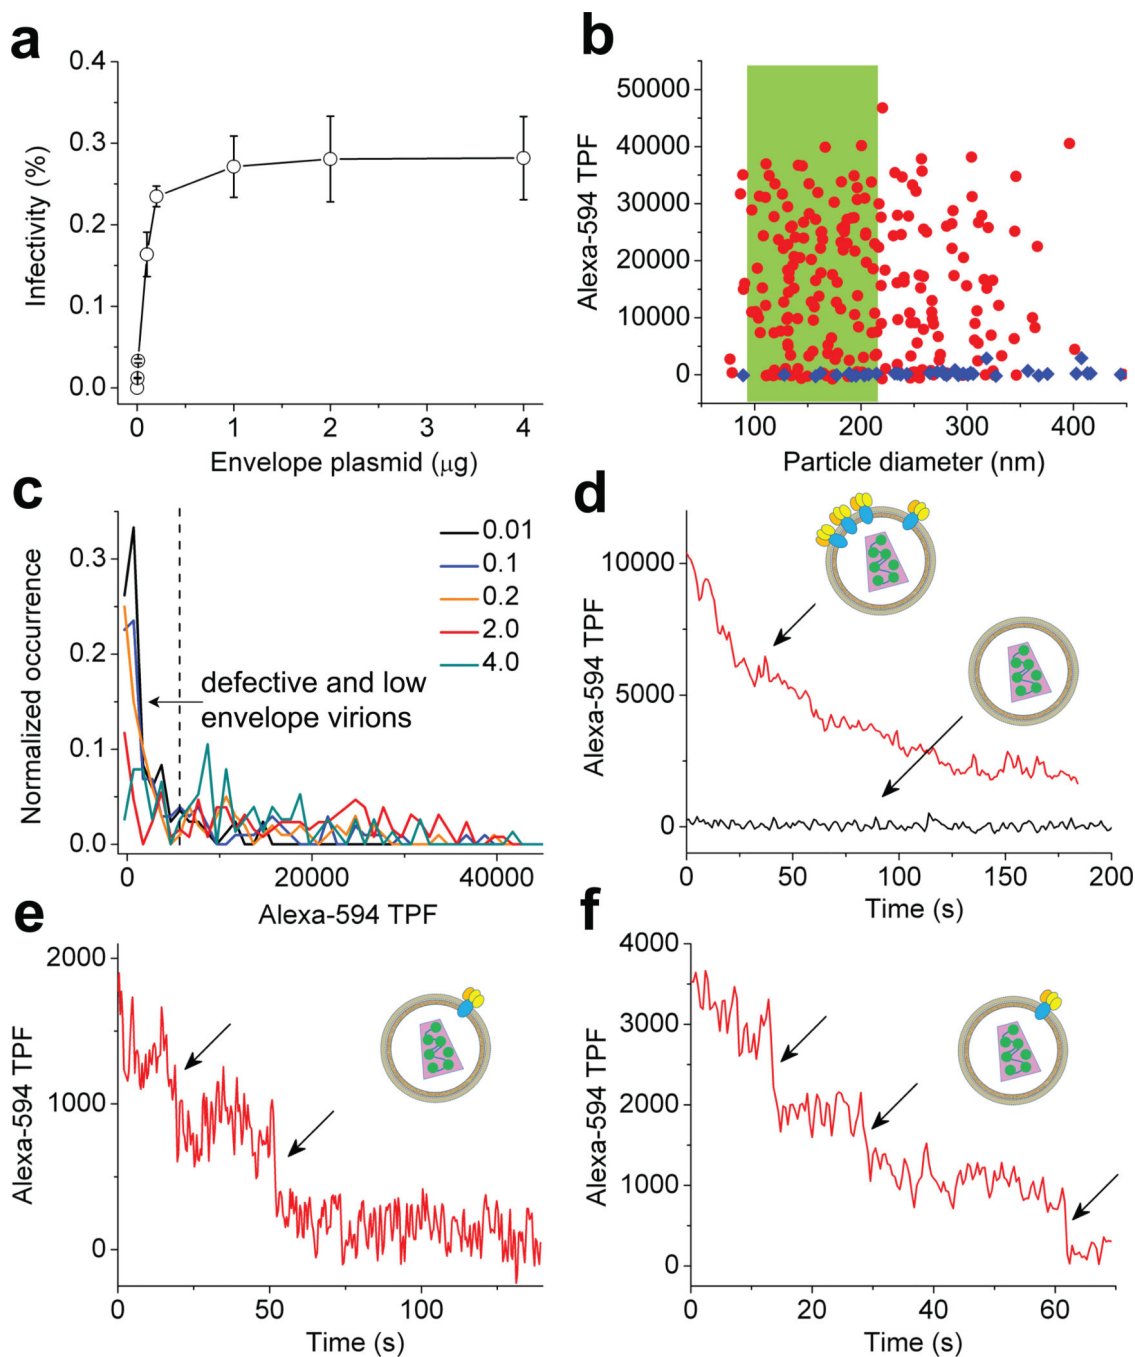 a
0.4
0.3
0.2
0.1
0.0
Infectivity (%)
0 1 2 3 4
Envelope plasmid (μg)
b
50000
40000
30000
20000
10000
0
Alexa-594 TPF
100 200 300 400
Particle diameter (nm)
c
0.3
0.2
0.1
0.0
Normalized occurrence
0.01
0.1
0.2
2.0
4.0
defective and low
envelope virions
0 20000 40000
Alexa-594 TPF
d
10000
5000
0
Alexa-594 TPF
0 50 100 150 200
Time (s)
e
2000
1000
0
Alexa-594 TPF
0 50 100
Time (s)
f
4000
3000
2000
1000
0
Alexa-594 TPF
0 20 40 60
Time (s)